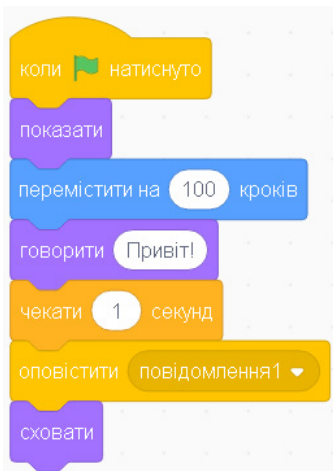 коли натиснуто
показати
перемістити на 100 кроків
говорити Привіт!
чекати 1 секунд
оповістити повідомлення1
сховати